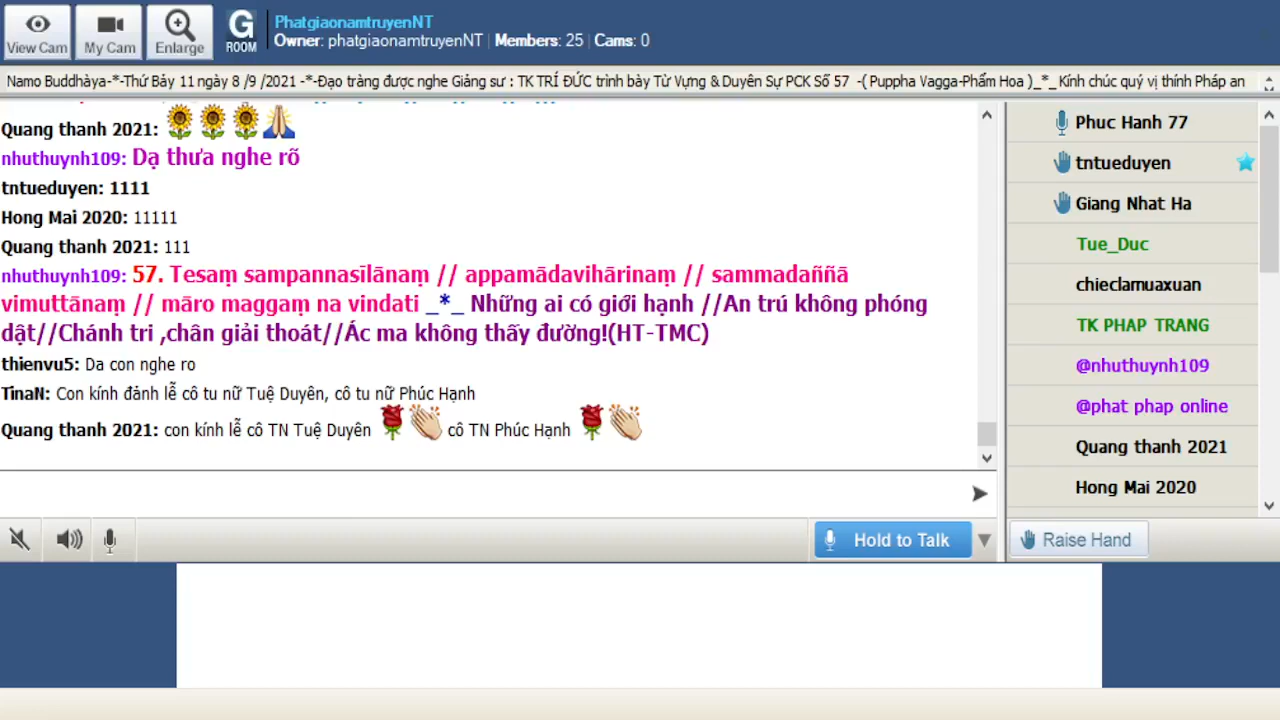 View Cam
My Cam
Enlarge
G
ROOM
PhatgiaonamtruyenNT
Owner: phatgiaonamtruyenNT | Members: 25 | Cams: 0
Namo Buddhàya-*-Thứ Bảy 11 ngày 8 /9 /2021 -*-Đạo tràng được nghe Giảng sư : TK TRÍ ĐỨC trình bày Từ Vựng & Duyên Sự PCK Số 57 -( Puppha Vagga-Phẩm Hoa )_*_Kính chúc quý vị thính Pháp an
Quang thanh 2021:
nhuthuynh109: Dạ thưa nghe rõ
tntueduyen: 1111
Hong Mai 2020: 11111
Quang thanh 2021: 111
nhuthuynh109: 57. Tesaṃ sampannasīlānaṃ // appamādavihārinaṃ // sammadaññā
vimuttānaṃ // māro maggaṃ na vindati _*_ Những ai có giới hạnh //An trú không phóng
dật//Chánh tri ,chân giải thoát//Ác ma không thấy đường!(HT-TMC)
thienvu5: Da con nghe ro
TinaN: Con kính đảnh lễ cô tu nữ Tuệ Duyên, cô tu nữ Phúc Hạnh
Quang thanh 2021: con kính lễ cô TN Tuệ Duyên cô TN Phúc Hạnh
Hold to Talk
Phuc Hanh 77
tntueduyen
Giang Nhat Ha
Tue_Duc
chieclamuaxuan
TK PHAP TRANG
@nhuthuynh109
@phat phap online
Quang thanh 2021
Hong Mai 2020
Raise Hand